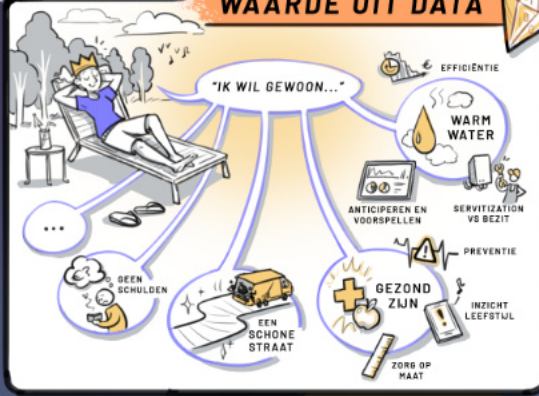 WAARDE UIT DATA
"IK WIL GEWOON..."
EFFICIËNTIE
WARM
WATER
ANTICIPEREN EN
VOORSPELLEN
SERVITIZATION
VS BEZIT
...
GEEN
SCHULDEN
EEN
SCHONE
STRAAT
PREVENTIE
GEZOND
ZIJN
INZICHT
LEEFSTIJL
ZORG OP
MAAT